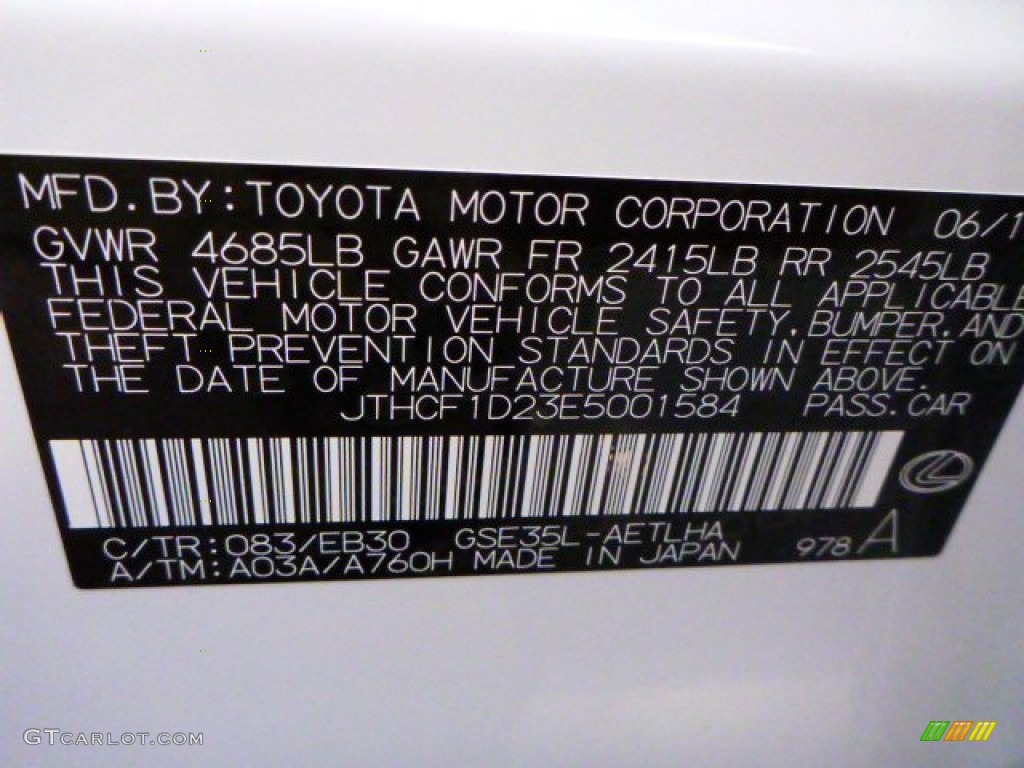 MFD. BY: TOYOTA MOTOR CORPORATION 06/1
GVWR 4685LB GAWR FR 2415LB RR 2545LB
THIS VEHICLE CONFORMS TO ALL APPLICABLE
FEDERAL MOTOR VEHICLE SAFETY, BUMPER, AND
THEFT PREVENTION STANDARDS IN EFFECT ON
THE DATE OF MANUFACTURE SHOWN ABOVE.
JTHCF1D23E5001584 PASS. CAR
C/TR: 083/EB30 GSE35L-AETLHA
A/TM: A03A/A760H MADE IN JAPAN 978 A
GTCARLOT.COM